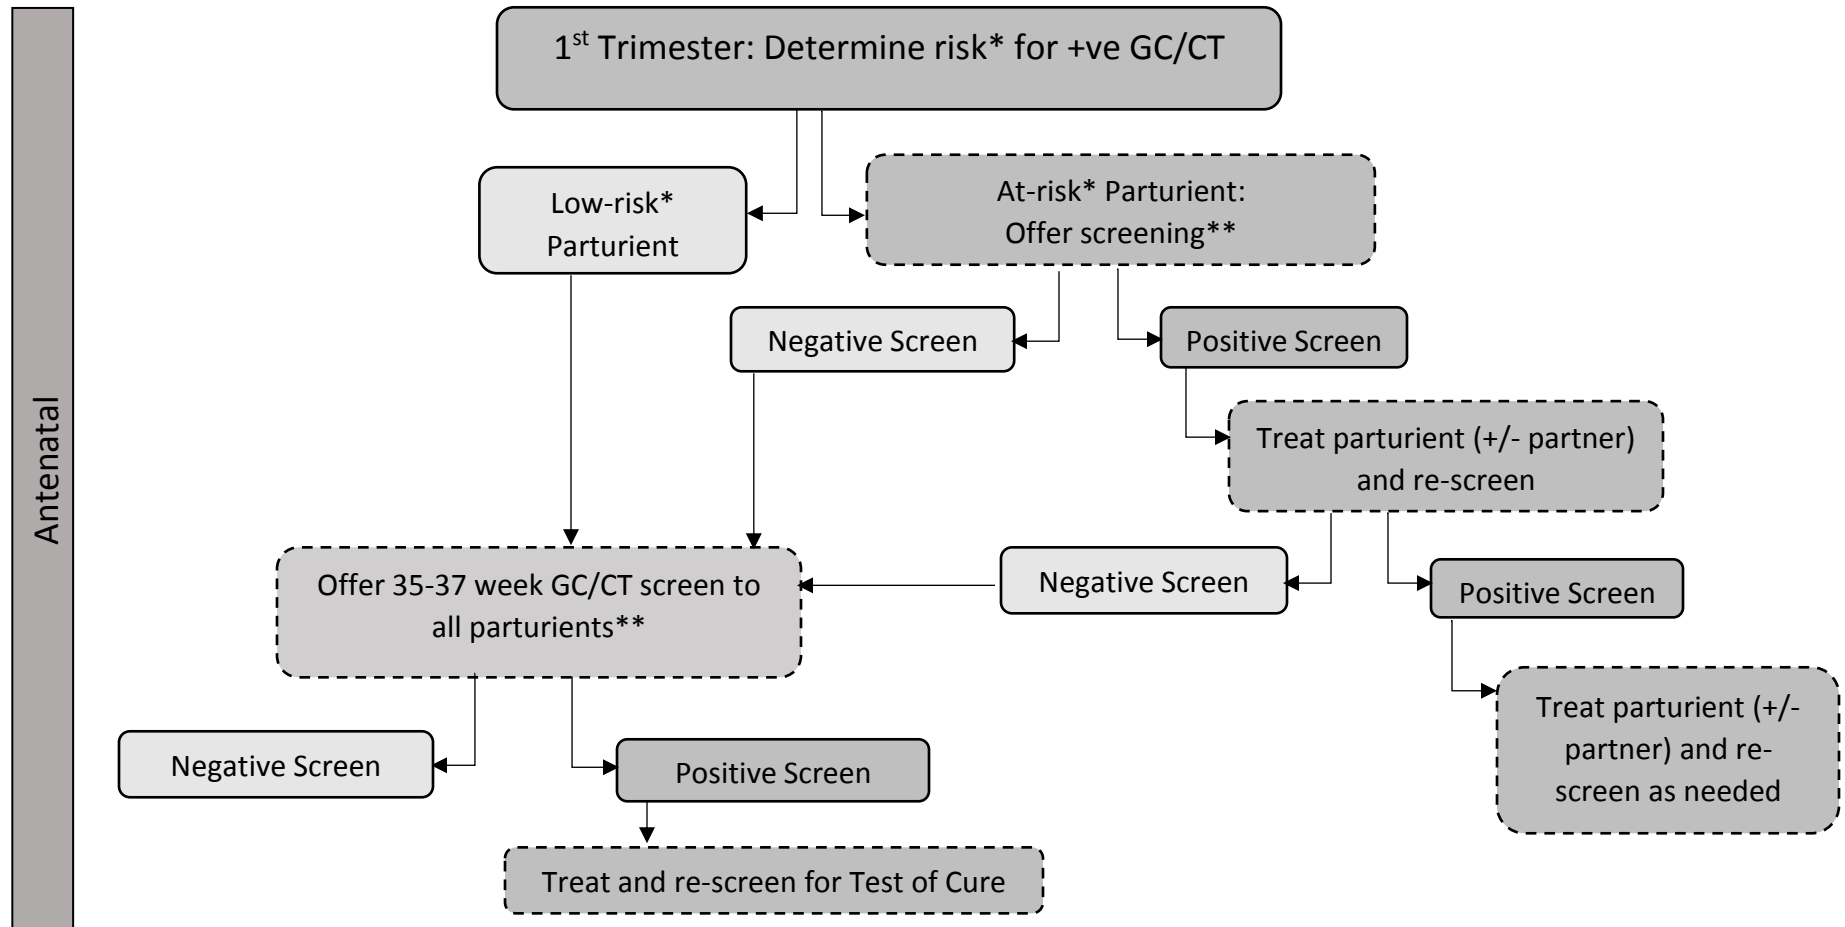 Antenatal
1st Trimester: Determine risk* for +ve GC/CT
Low-risk*
Parturient
At-risk* Parturient:
Offer screening**
Negative Screen
Positive Screen
Treat parturient (+/- partner)
and re-screen
Negative Screen
Positive Screen
Offer 35-37 week GC/CT screen to
all parturients**
Treat parturient (+/-
partner) and re-
screen as needed
Negative Screen
Positive Screen
Treat and re-screen for Test of Cure